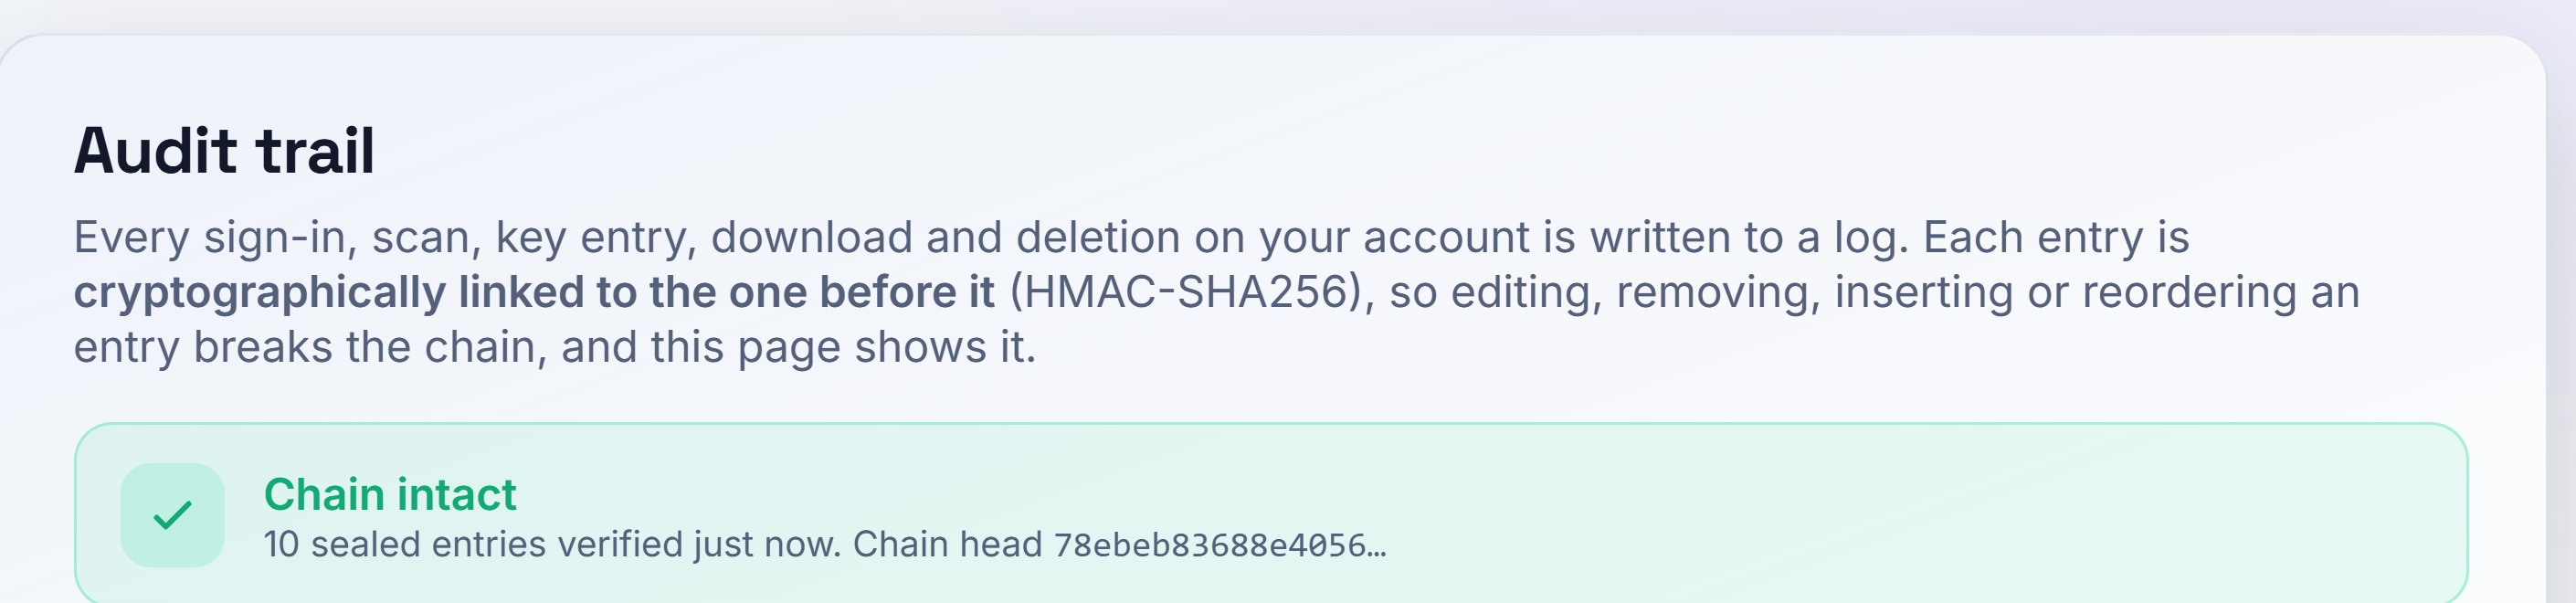 Audit trail
Every sign-in, scan, key entry, download and deletion on your account is written to a log. Each entry is
cryptographically linked to the one before it (HMAC-SHA256), so editing, removing, inserting or reordering an
entry breaks the chain, and this page shows it.
Chain intact
10 sealed entries verified just now. Chain head 78ebeb83688e4056…